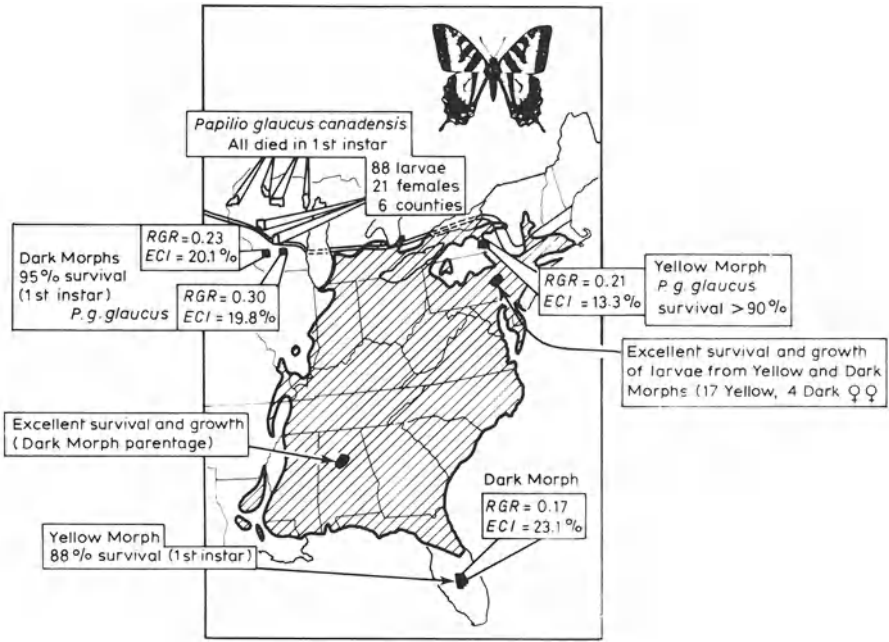 Papilio glaucus canadensis
All died in 1st instar
88 larvae
21 females
6 counties
RGR = 0.23
ECI = 20.1%
Dark Morphs
95% survival
(1st instar)
P. g. glaucus
RGR = 0.30
ECI = 19.8%
RGR = 0.21
ECI = 13.3%
Yellow Morph
P. g. glaucus
survival >90%
Excellent survival and growth
of larvae from Yellow and Dark
Morphs (17 Yellow, 4 Dark ♀♀
Excellent survival and growth
(Dark Morph parentage)
Dark Morph
RGR = 0.17
ECI = 23.1%
Yellow Morph
88% survival (1st instar)